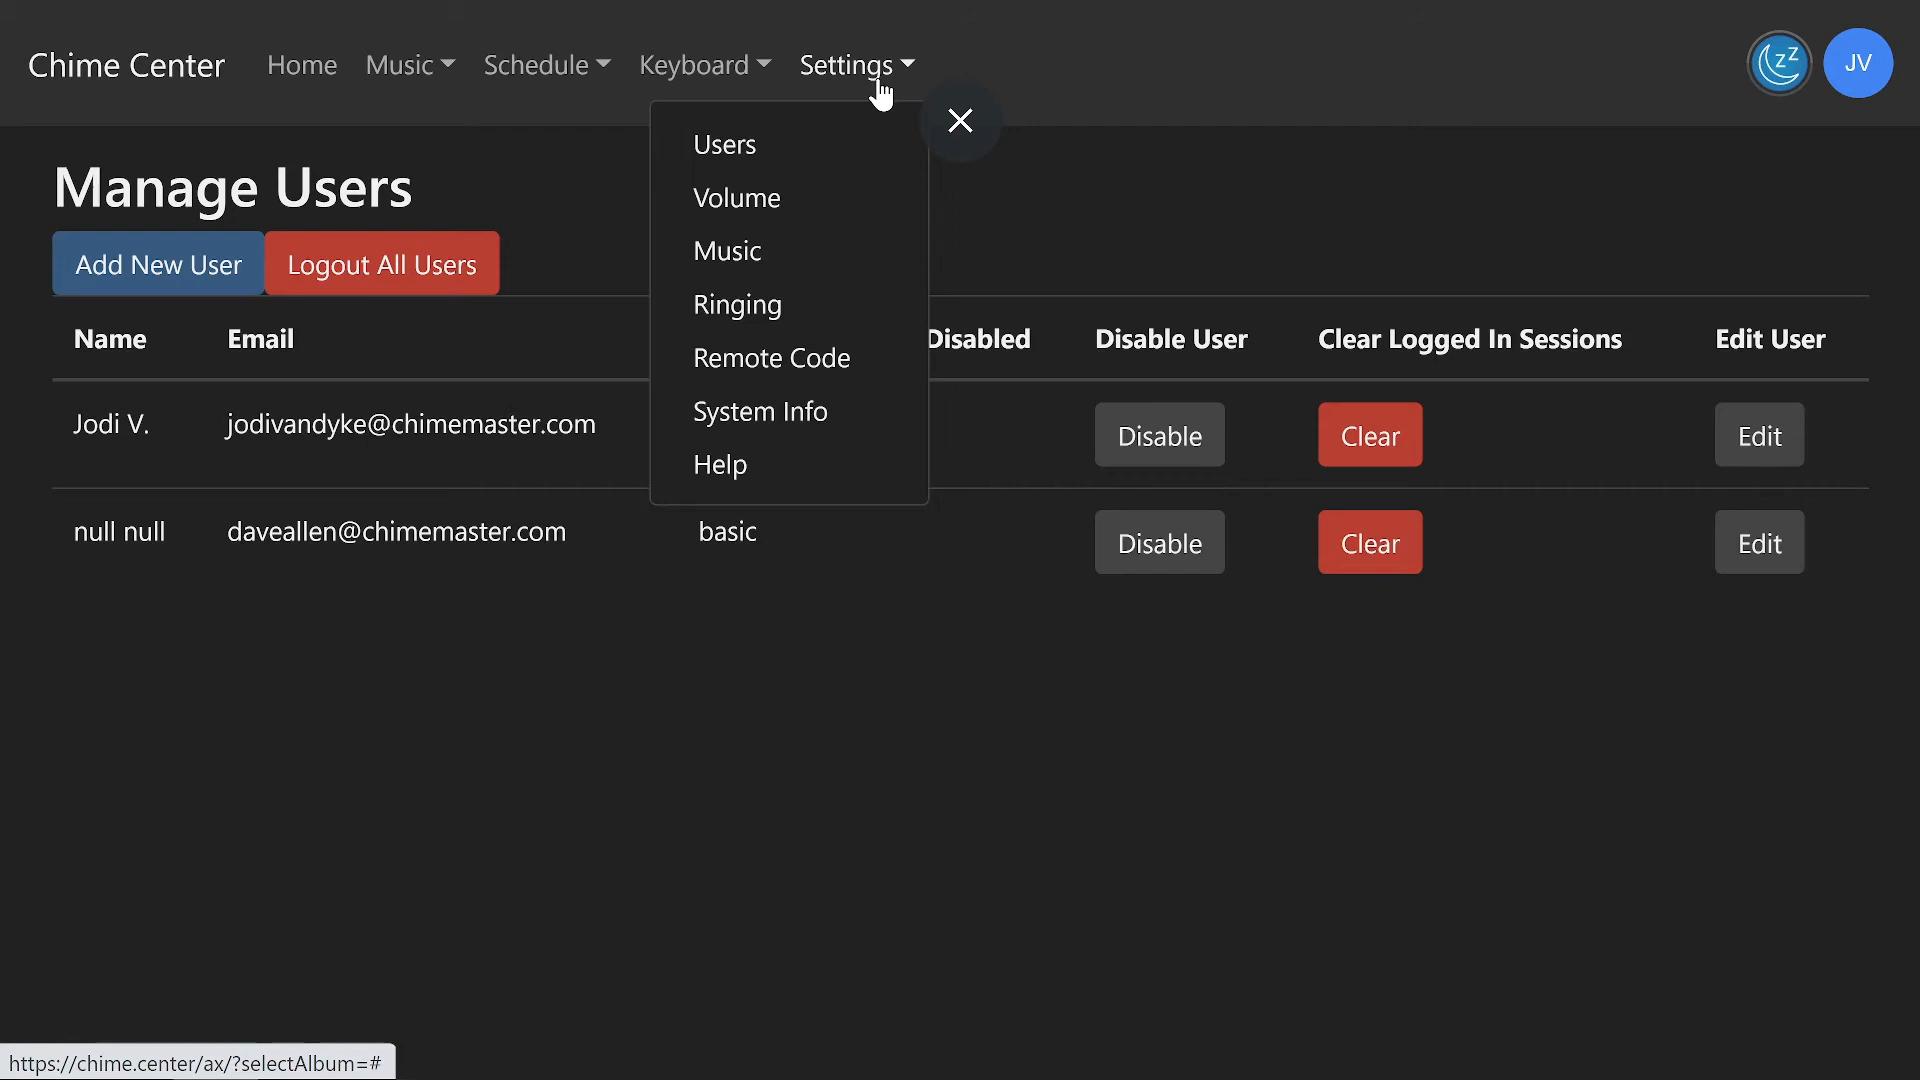 Chime Center Home Music Schedule Keyboard Settings zz JV
Users
Volume
Music
Ringing
Remote Code
System Info
Help
Manage Users
Add New User Logout All Users
Name Email Disabled Disable User Clear Logged In Sessions Edit User
Jodi V. jodivandyke@chimemaster.com Disable Clear Edit
null null daveallen@chimemaster.com basic Disable Clear Edit
https://chime.center/ax/?selectAlbum=#